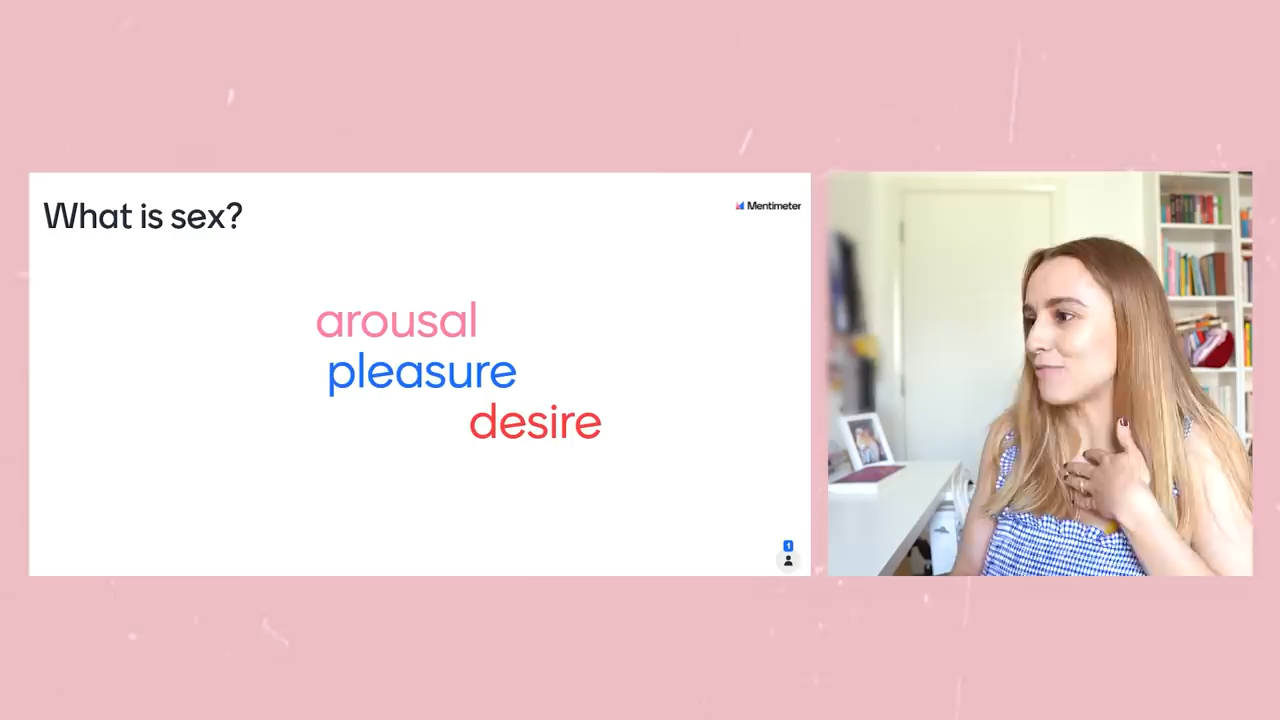 What is sex?
Mentimeter
arousal
pleasure
desire
1